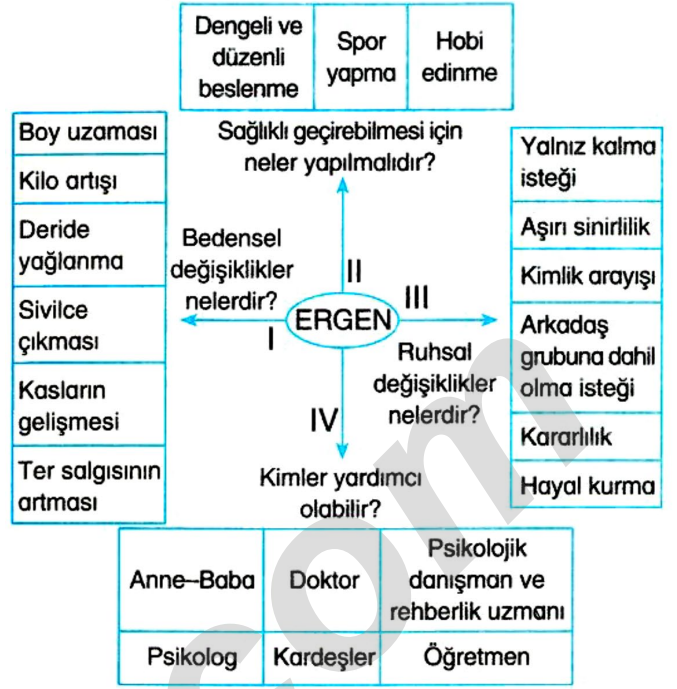 Dengeli ve
düzenli
beslenme
Spor
yapma
Hobi
edinme
Sağlıklı geçirebilmesi için
neler yapılmalıdır?
II
Boy uzaması
Kilo artışı
Deride
yağlanma
Sivilce
çıkması
Kasların
gelişmesi
Ter salgısının
artması
Bedensel
değişiklikler
nelerdir?
I
ERGEN
III
Ruhsal
değişiklikler
nelerdir?
Yalnız kalma
isteği
Aşırı sinirlilik
Kimlik arayışı
Arkadaş
grubuna dahil
olma isteği
Kararlılık
Hayal kurma
IV
Kimler yardımcı
olabilir?
Anne–Baba
Doktor
Psikolojik
danışman ve
rehberlik uzmanı
Psikolog
Kardeşler
Öğretmen
com